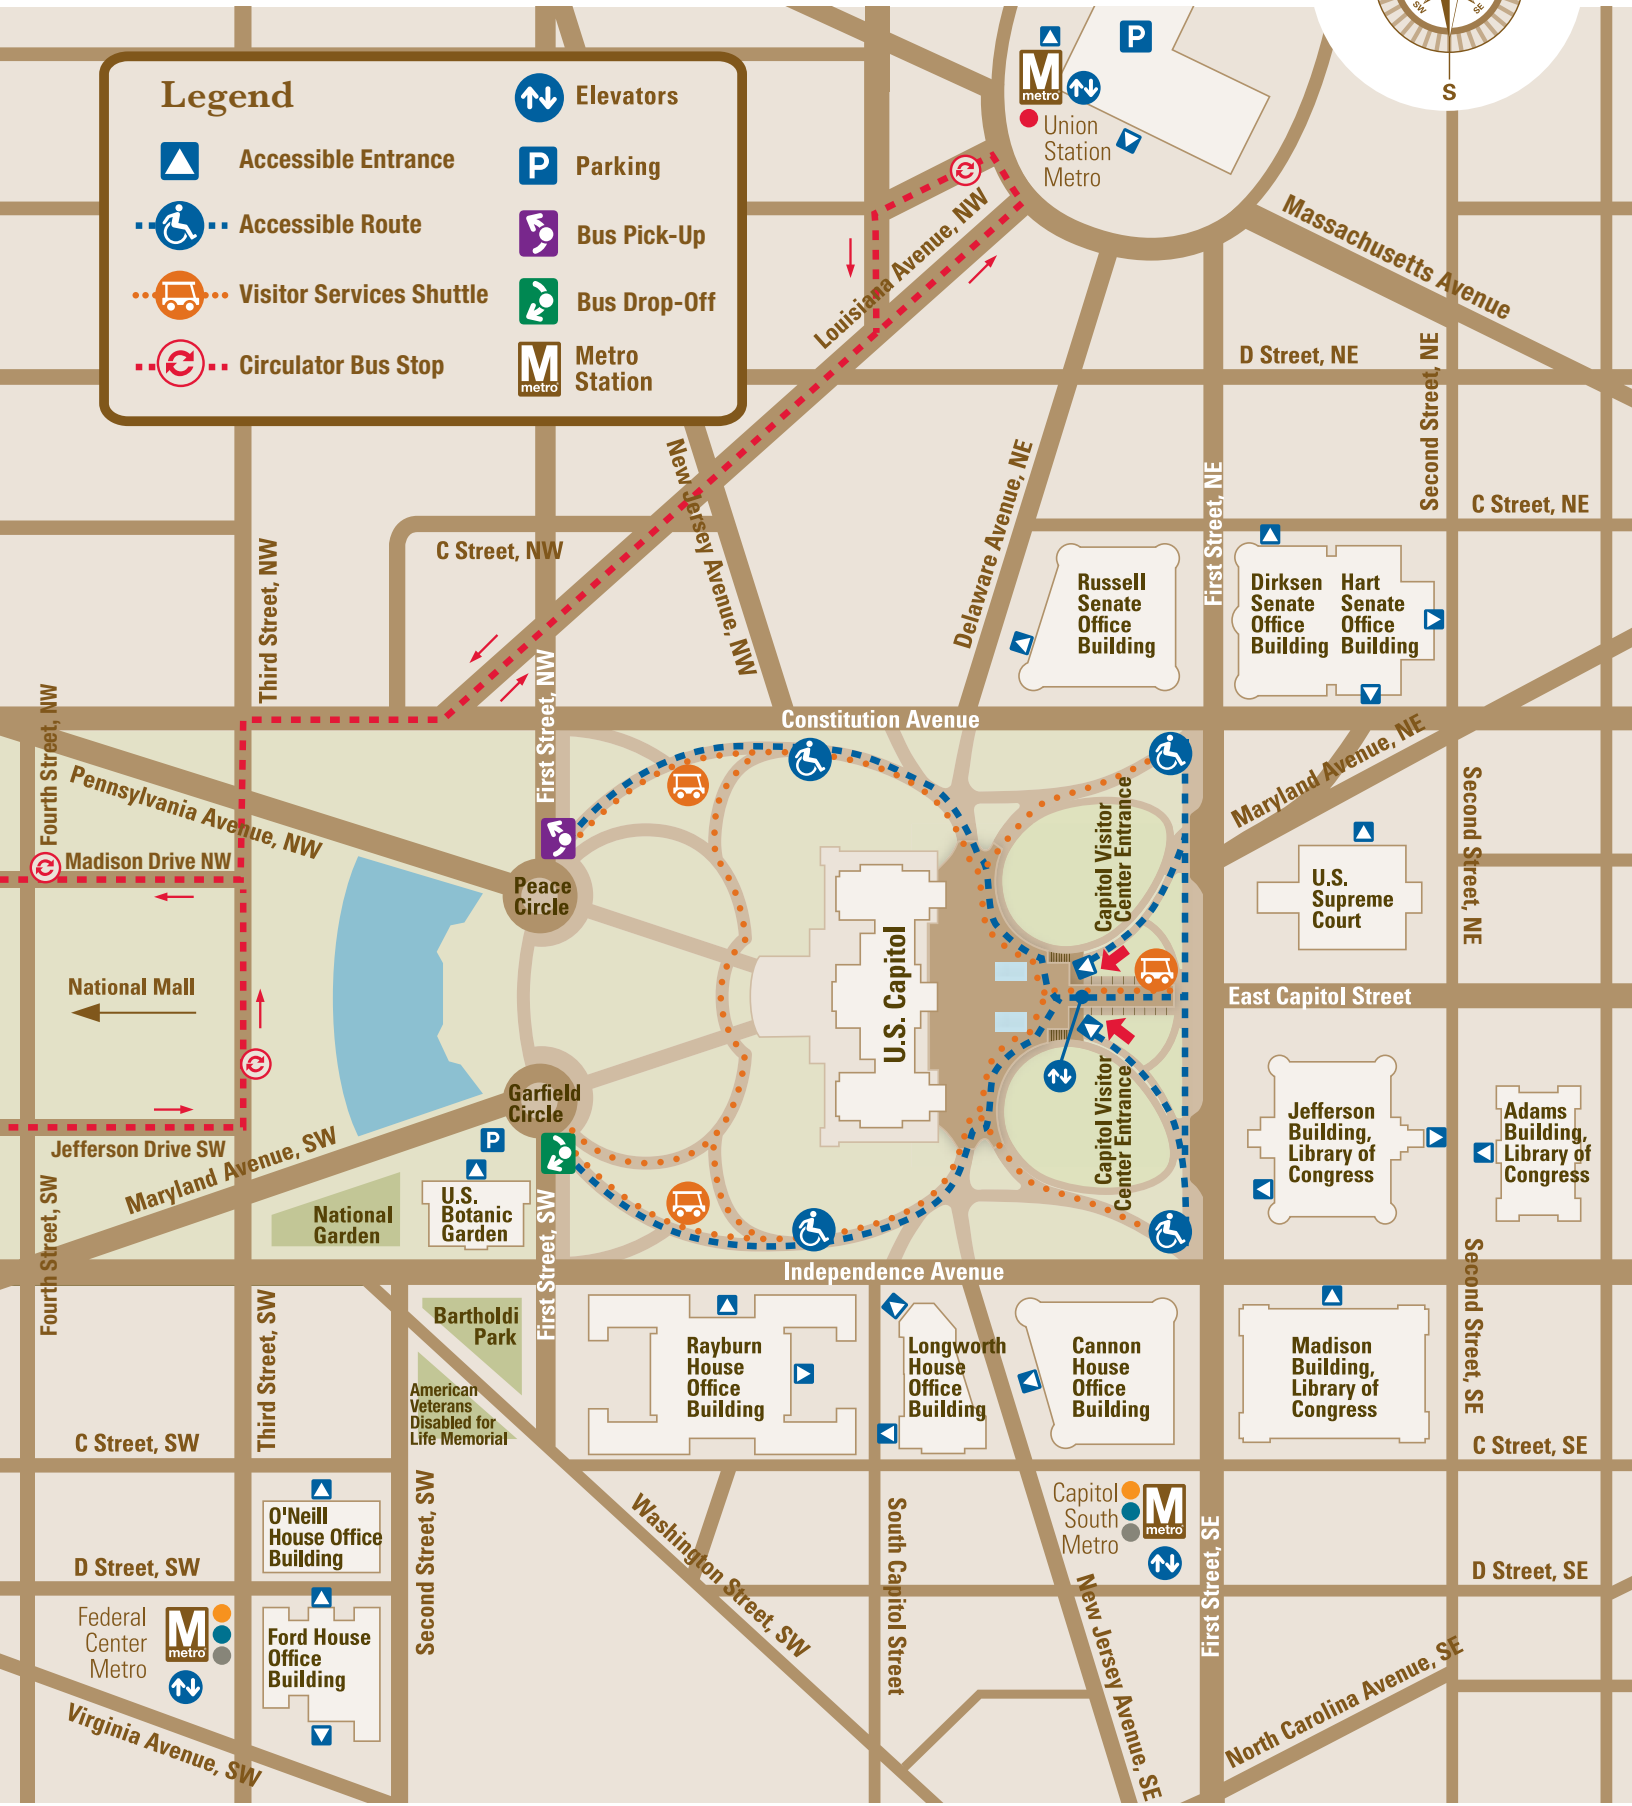 SW
SE
S
Legend
Accessible Entrance
Accessible Route
Visitor Services Shuttle
Circulator Bus Stop
Elevators
P
Parking
Bus Pick-Up
Bus Drop-Off
M
metro
Metro
Station
P
M
metro
Union
Station
Metro
Massachusetts Avenue
Louisiana Avenue, NW
D Street, NE
Second Street, NE
C Street, NE
First Street, NE
Delaware Avenue, NE
New Jersey Avenue, NW
C Street, NW
Third Street, NW
First Street, NW
Fourth Street, NW
Russell
Senate
Office
Building
Dirksen
Senate
Office
Building
Hart
Senate
Office
Building
Constitution Avenue
Maryland Avenue, NE
Pennsylvania Avenue, NW
Madison Drive NW
Peace
Circle
Capitol Visitor
Center Entrance
U.S.
Supreme
Court
Second Street, NE
National Mall
U.S. Capitol
East Capitol Street
Garfield
Circle
Capitol Visitor
Center Entrance
Jefferson Drive SW
Maryland Avenue, SW
Fourth Street, SW
P
U.S.
Botanic
Garden
National
Garden
First Street, SW
Jefferson
Building,
Library of
Congress
Adams
Building,
Library of
Congress
Independence Avenue
Second Street, SE
Third Street, SW
Bartholdi
Park
American
Veterans
Disabled for
Life Memorial
Rayburn
House
Office
Building
Longworth
House
Office
Building
Cannon
House
Office
Building
Madison
Building,
Library of
Congress
C Street, SW
C Street, SE
O'Neill
House Office
Building
Second Street, SW
Washington Street, SW
South Capitol Street
Capitol
South
Metro
M
metro
First Street, SE
D Street, SW
D Street, SE
Federal
Center
Metro
M
metro
Ford House
Office
Building
New Jersey Avenue, SE
North Carolina Avenue, SE
Virginia Avenue, SW